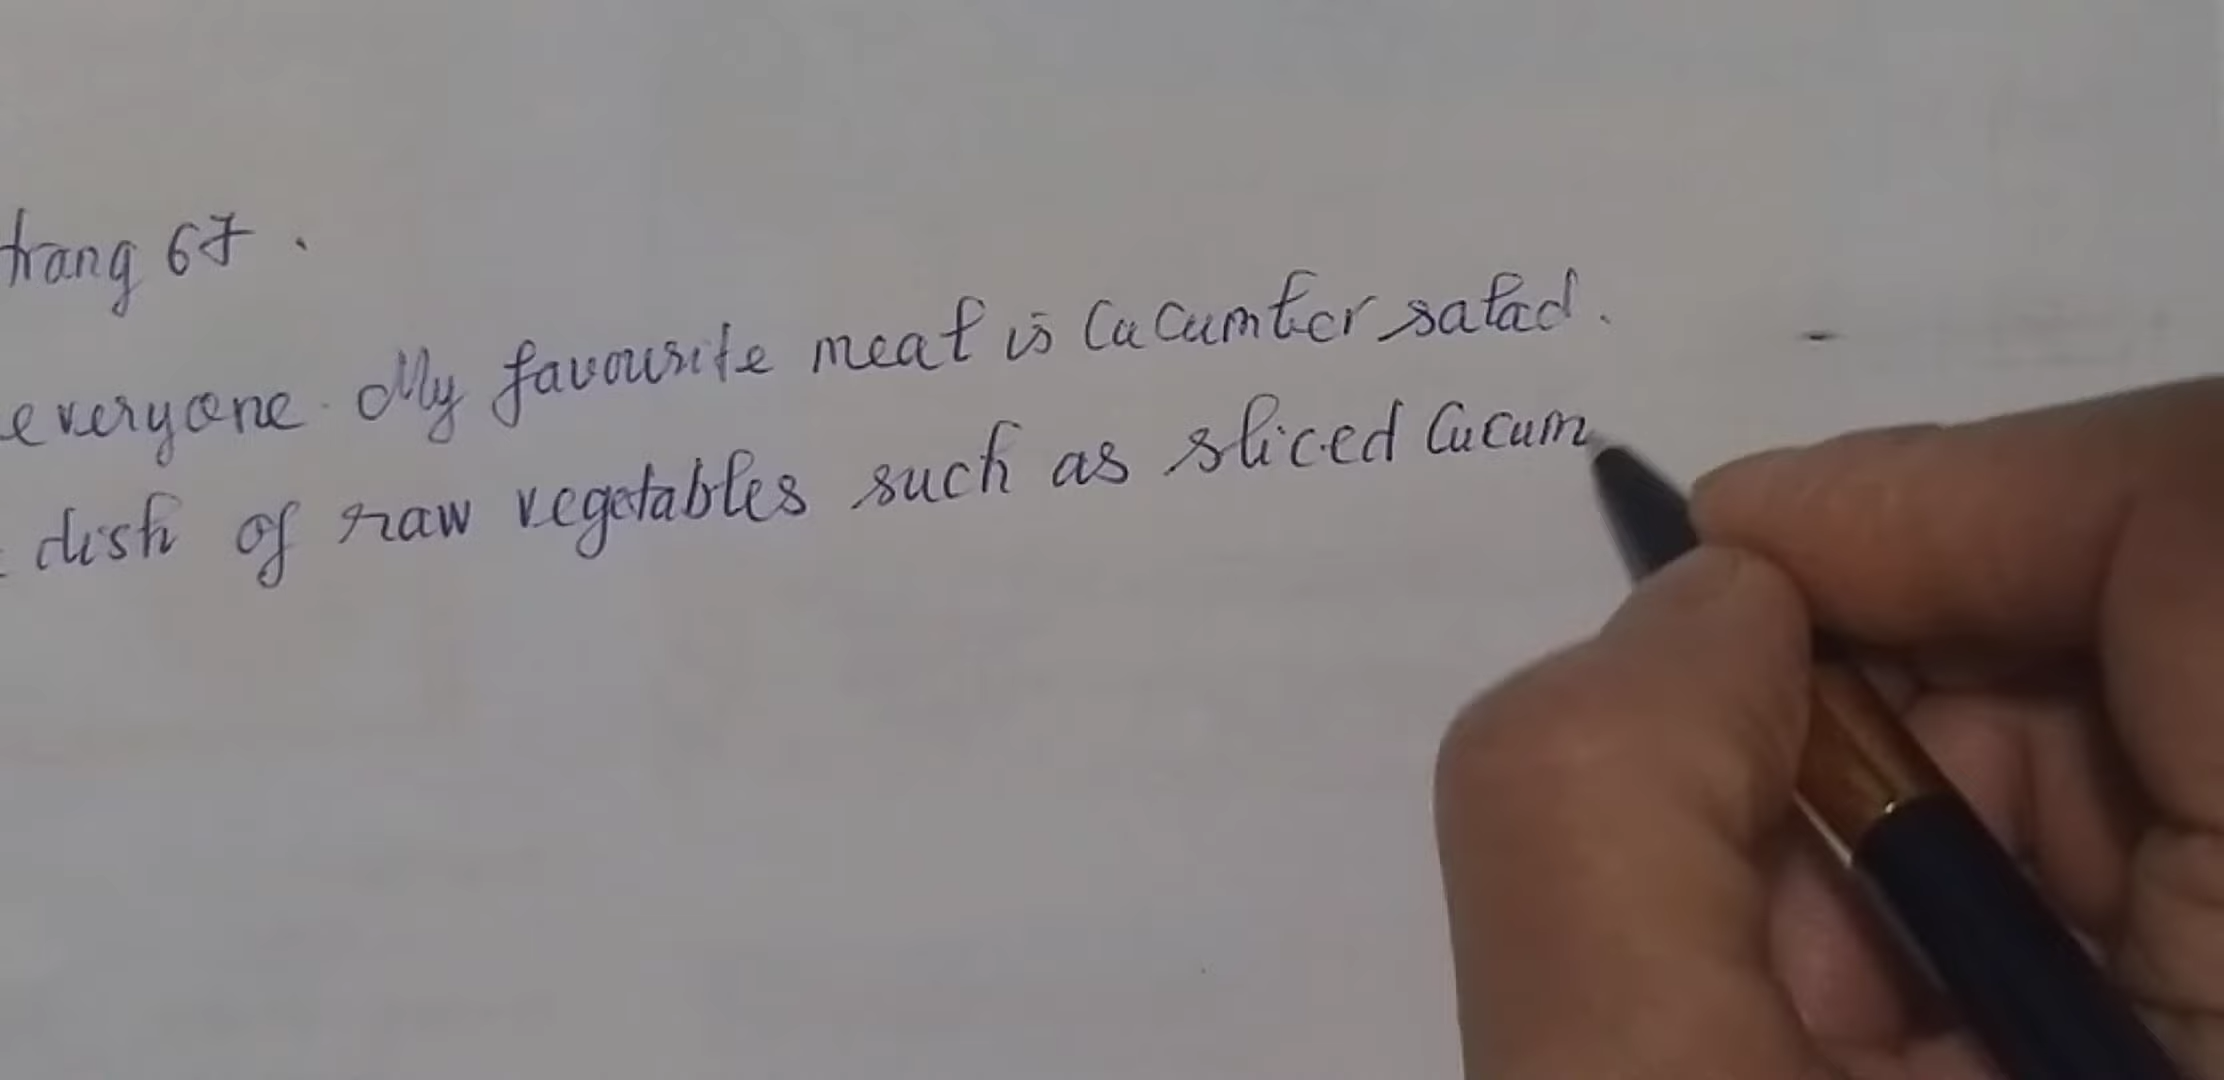 trang 67.
everyone. My favourite meal is Cucumber salad.
dish of raw vegetables such as sliced Cucum